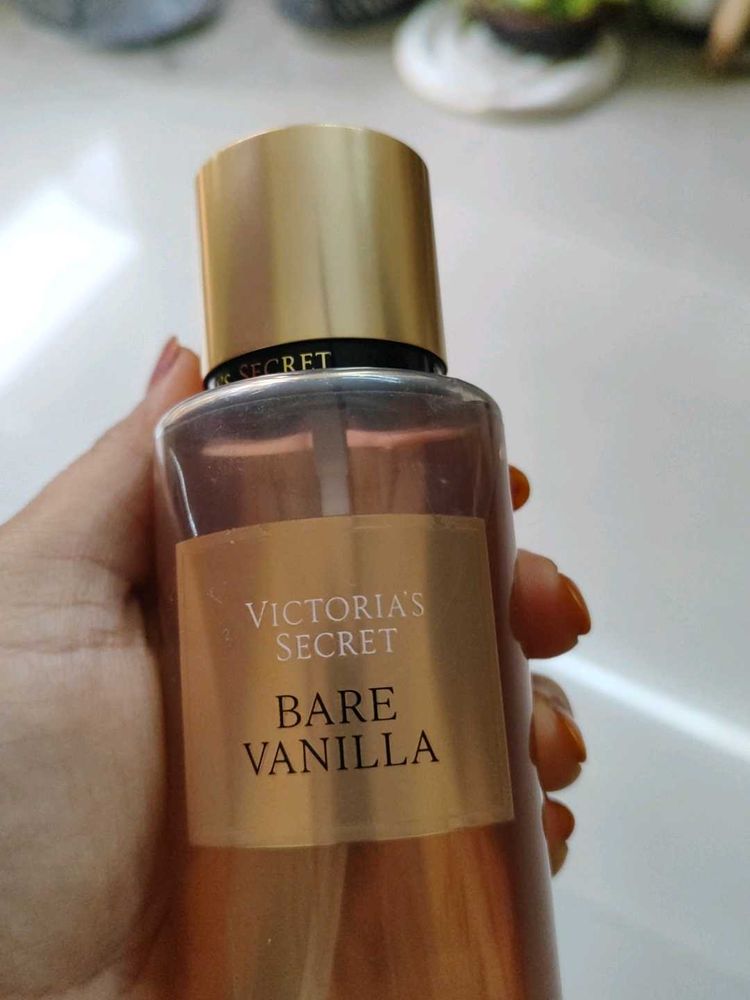 S SECRET
VICTORIA'S
SECRET
BARE
VANILLA